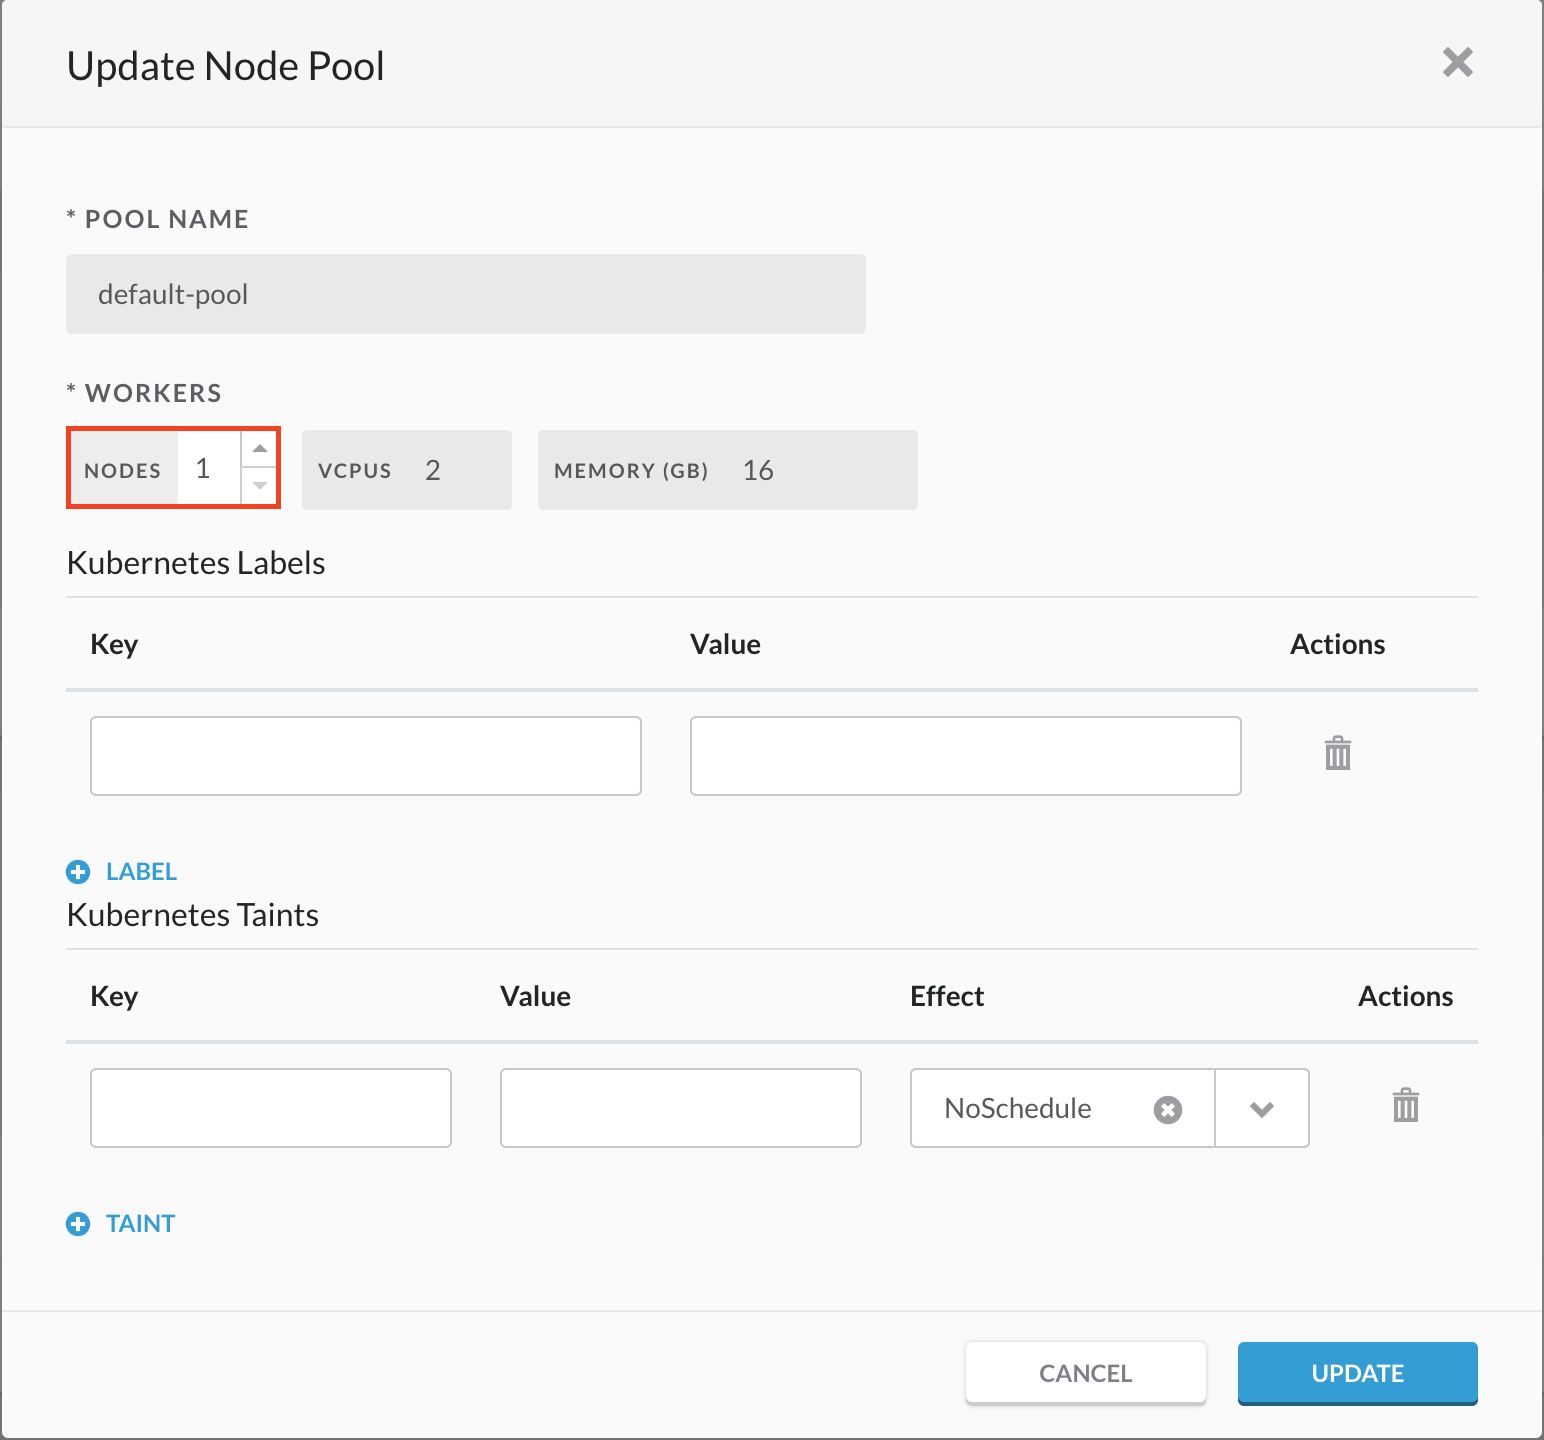 Update Node Pool
* POOL NAME
default-pool
* WORKERS
NODES 1 VCPUS 2 MEMORY (GB) 16
Kubernetes Labels
Key Value Actions
LABEL
Kubernetes Taints
Key Value Effect Actions
NoSchedule
TAINT
CANCEL UPDATE